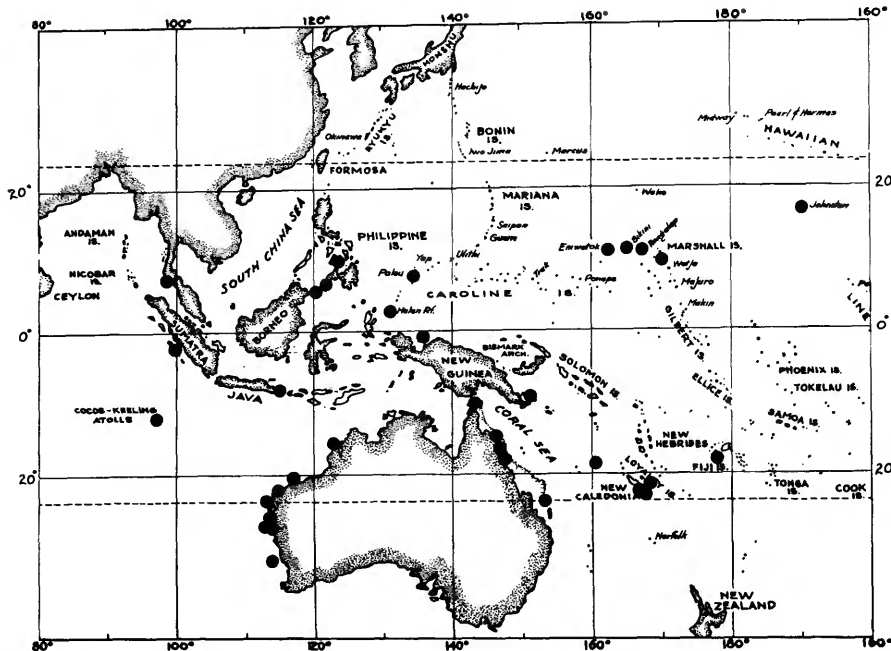 80°
100°
120°
140°
160°
180°
160°
HONSHU
Hachijo
Okinawa
RYUKYU IS.
BONIN IS.
Iwo Jima
Marcus
Midway
Pearl & Hermes
HAWAIIAN
FORMOSA
20°
20°
MARIANA IS.
Wake
Johnston
ANDAMAN IS.
SOUTH CHINA SEA
PHILIPPINE IS.
Saipan
Guam
Eniwetok
Bikini
MARSHALL IS.
NICOBAR IS.
Yap
Ulithi
Palau
Truk
Ponape
Wotje
Majuro
CEYLON
CAROLINE IS.
Makin
LINE
Helen Rf.
BORNEO
GILBERT IS.
0°
0°
SUMATRA
BISMARK ARCH.
NEW GUINEA
SOLOMON IS.
PHOENIX IS.
ELLICE IS.
TOKELAU IS.
JAVA
COCOS-KEELING ATOLLS
CORAL SEA
SAMOA IS.
NEW HEBRIDES
FIJI IS.
20°
20°
LOYALTY IS.
NEW CALEDONIA
TONGA IS.
COOK IS.
Norfolk
NEW ZEALAND
80°
100°
120°
140°
160°
180°
160°